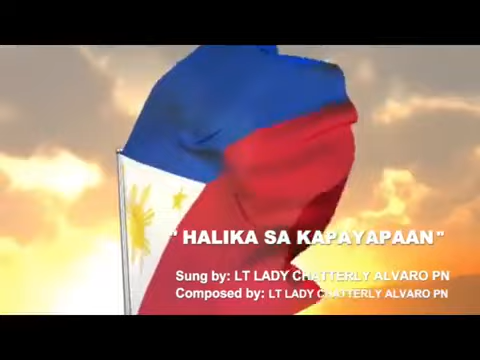 "HALIKA SA KAPAYAPAAN"
Sung by: LT LADY CHATTERLY ALVARO PN
Composed by: LT LADY CHATTERLY ALVARO PN